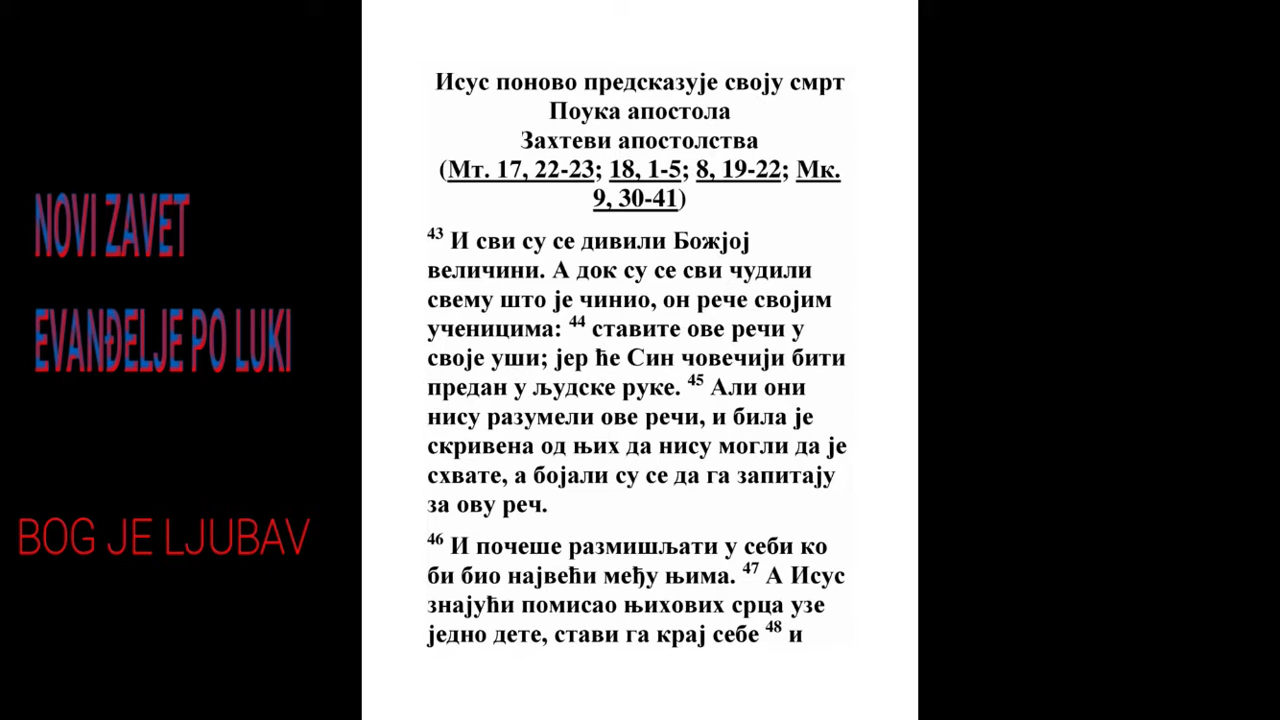 NOVI ZAVET
EVANĐELJE PO LUKI
BOG JE LJUBAV
Исус поново предсказује своју смрт
Поука апостола
Захтеви апостолства
(Мт. 17, 22-23; 18, 1-5; 8, 19-22; Мк.
9, 30-41)
43 И сви су се дивили Божјој
величини. А док су се сви чудили
свему што је чинио, он рече својим
ученицима: 44 ставите ове речи у
своје уши; јер ће Син човечији бити
предан у људске руке. 45 Али они
нису разумели ове речи, и била је
скривена од њих да нису могли да је
схвате, а бојали су се да га запитају
за ову реч.
46 И почеше размишљати у себи ко
би био највећи међу њима. 47 А Исус
знајући помисао њихових срца узе
једно дете, стави га крај себе 48 и